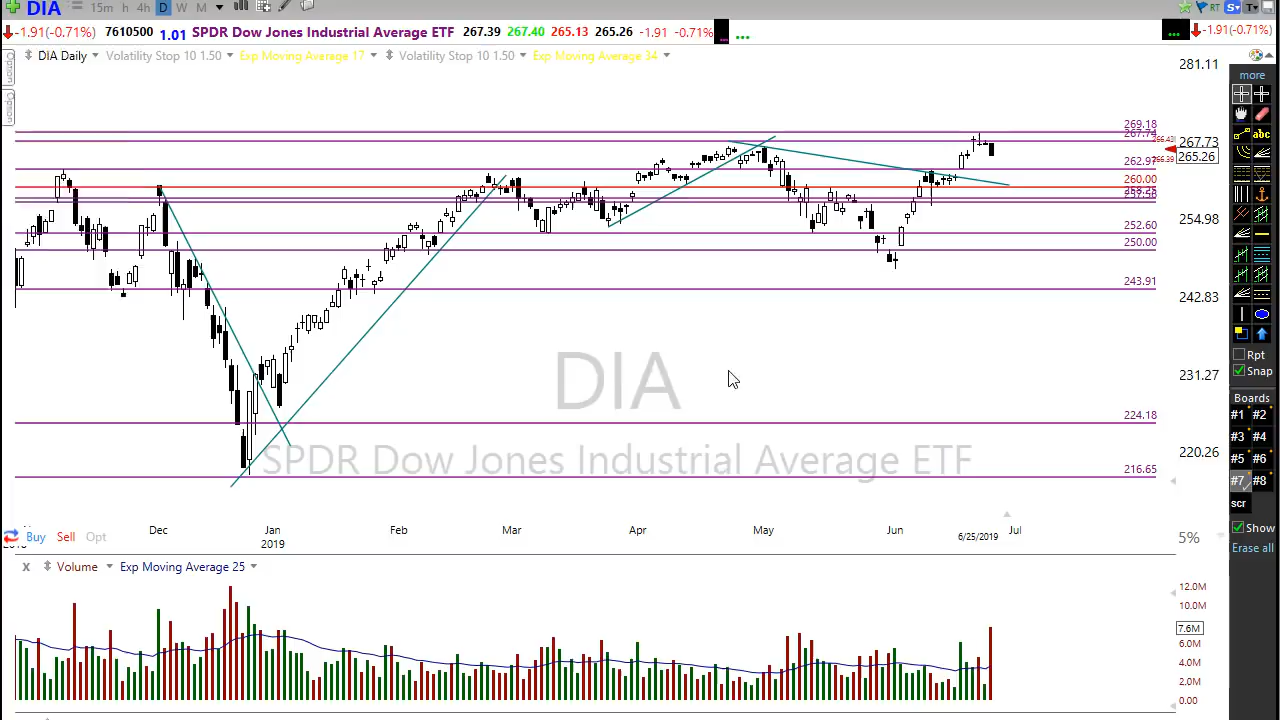 DIA 15m h 4h D W M RT S T
-1.91(-0.71%) 7610500 1.01 SPDR Dow Jones Industrial Average ETF 267.39 267.40 265.13 265.26 -1.91 -0.71% ... ... -1.91(-0.71%)
DIA Daily Volatility Stop 10 1.50 Exp Moving Average 17 Volatility Stop 10 1.50 Exp Moving Average 34
Option
Option
281.11
more
abc
269.18
267.74
267.73
265.26
262.97
260.00
254.98
252.60
250.00
243.91
242.83
Rpt
Snap
231.27
Boards
#1 #2
224.18
#3 #4
220.26
#5 #6
216.65
#7 #8
scr
DIA
SPDR Dow Jones Industrial Average ETF
Dec Jan Feb Mar Apr May Jun Jul
2019 6/25/2019
Buy Sell Opt
5%
Show
Erase all
x Volume Exp Moving Average 25
12.0M
10.0M
7.6M
6.0M
4.0M
2.0M
0.00